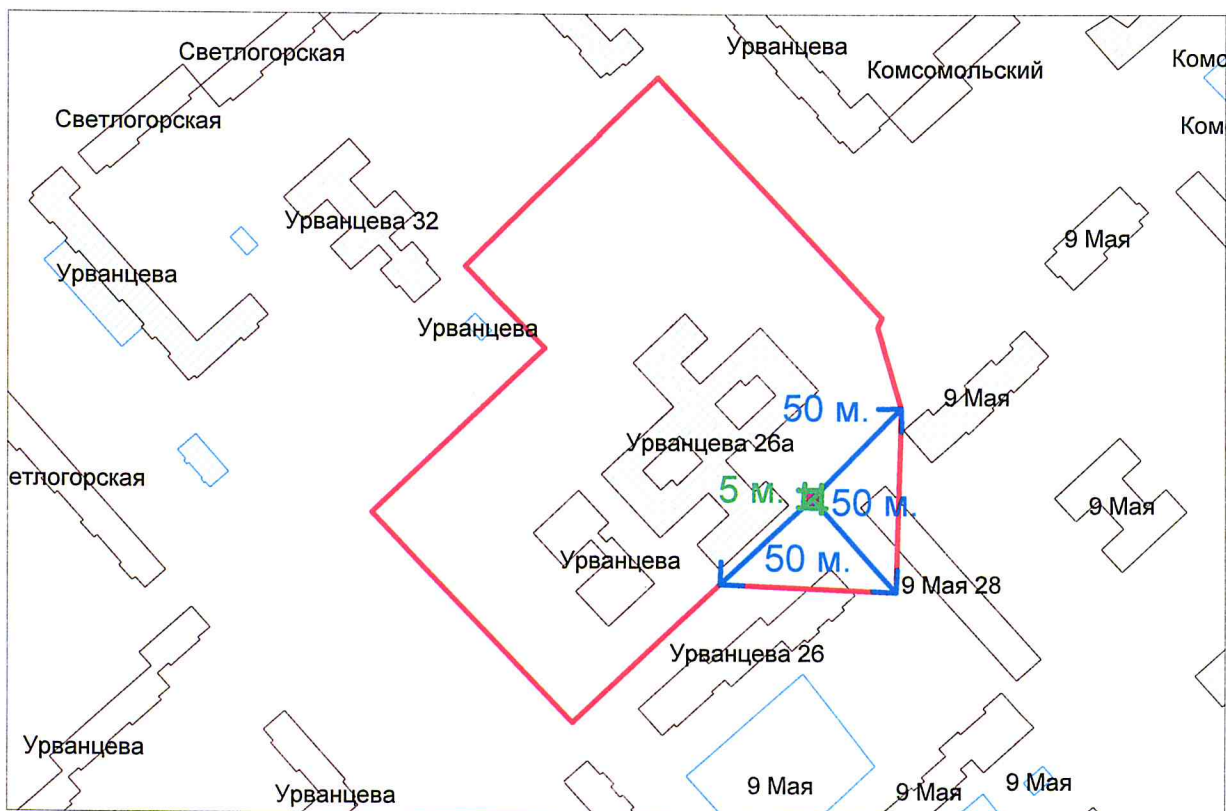 Светлогорская
Урванцева
Комсомольский
Комс
Светлогорская
Ком
Урванцева 32
9 Мая
Урванцева
Урванцева
9 Мая
50 м.
Урванцева 26а
етлогорская
5 м.
50 м.
9 Мая
Урванцева
50 м.
9 Мая 28
Урванцева 26
Урванцева
9 Мая
9 Мая
9 Мая
Урванцева